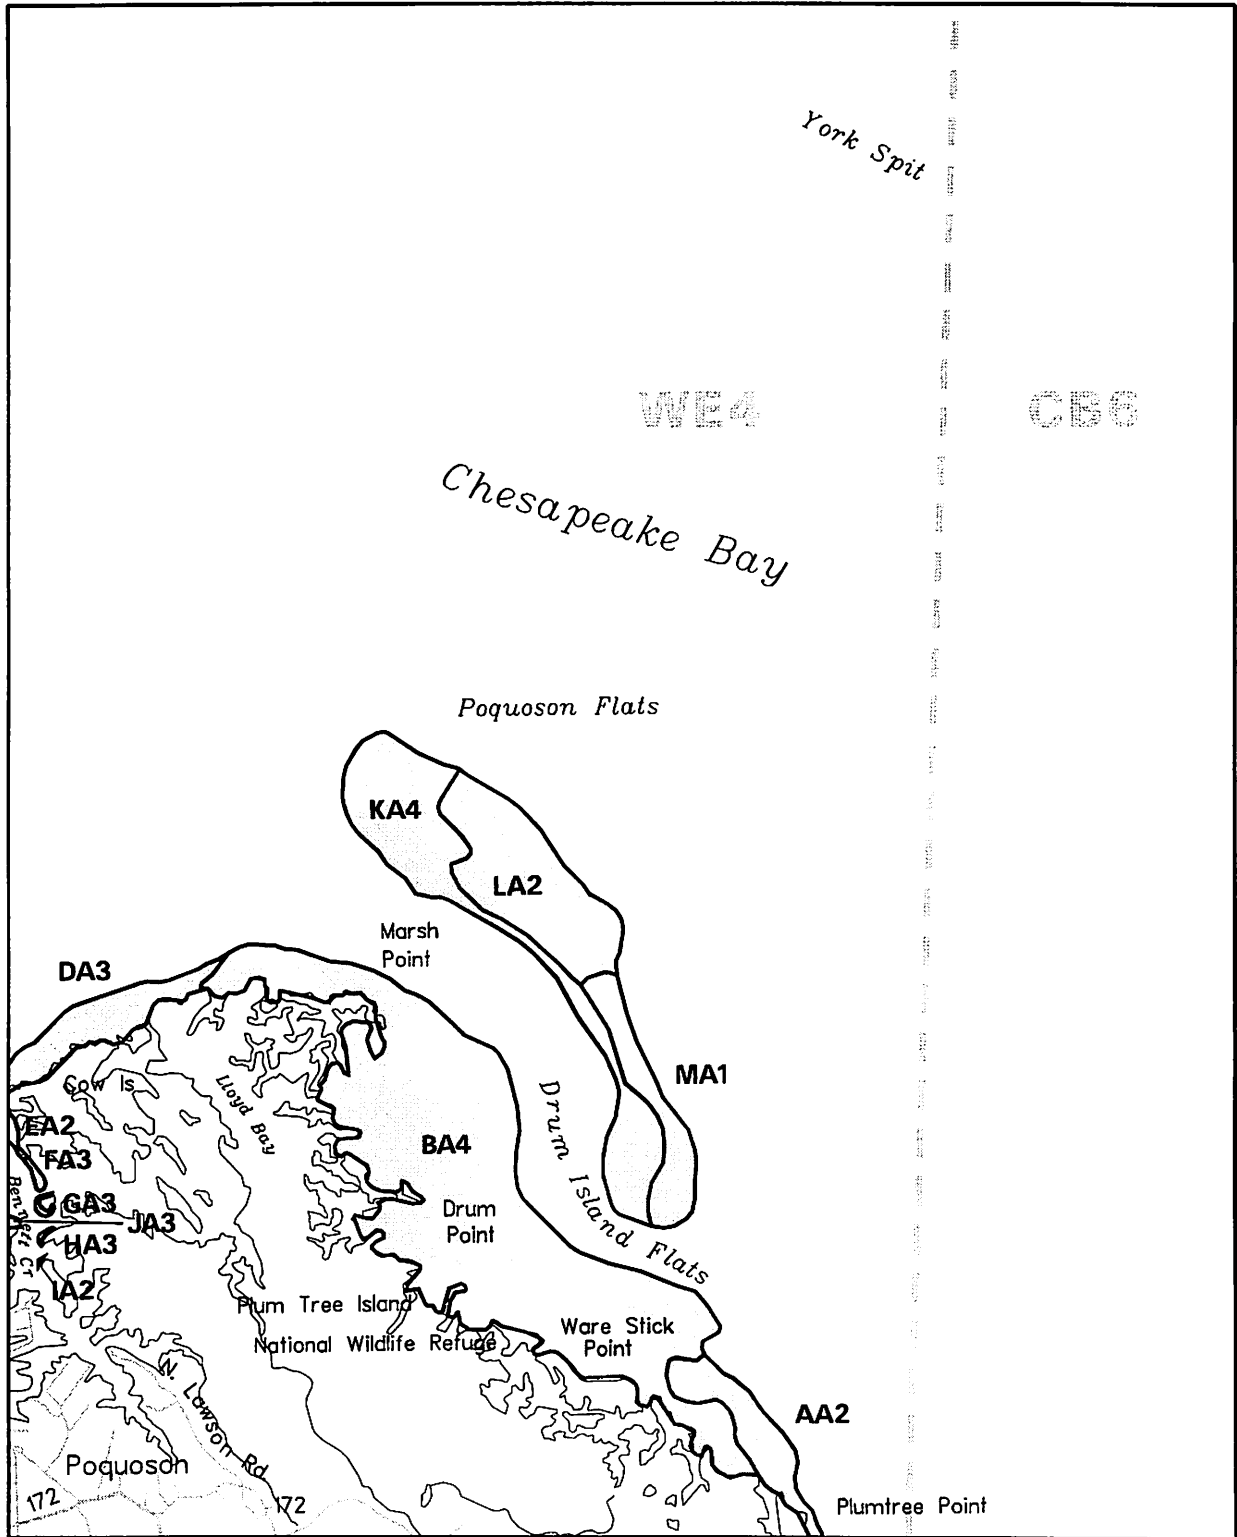 York Spit
WE4
CB6
Chesapeake Bay
Poquoson Flats
KA4
LA2
Marsh
Point
DA3
MA1
Cow Is
Lloyd Bay
Drum Island Flats
EA2
BA4
FA3
GA3
Drum
Point
JA3
Bennett Cr
HA3
IA2
Plum Tree Island
National Wildlife Refuge
Ware Stick
Point
N. Lawson Rd
AA2
Poquoson
172
172
Plumtree Point